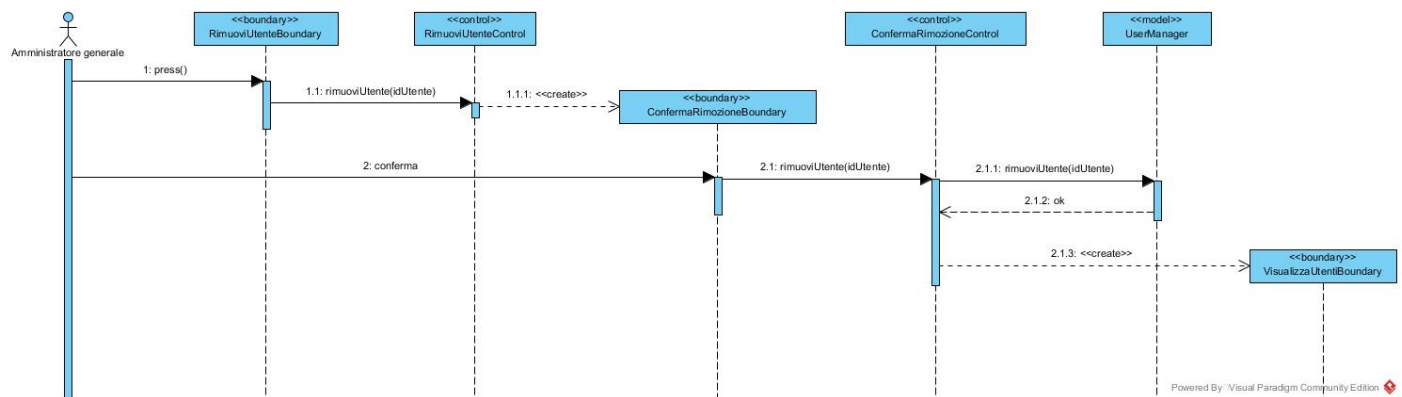 <<boundary>>
RimuoviUtenteBoundary
<<control>>
RimuoviUtenteControl
<<control>>
ConfermaRimozioneControl
<<model>>
UserManager
Amministratore generale
1: press()
1.1: rimuoviUtente(idUtente)
1.1.1: <<create>>
<<boundary>>
ConfermaRimozioneBoundary
2: conferma
2.1: rimuoviUtente(idUtente)
2.1.1: rimuoviUtente(idUtente)
2.1.2: ok
2.1.3: <<create>>
<<boundary>>
VisualizzaUtentiBoundary
Powered By Visual Paradigm Community Edition